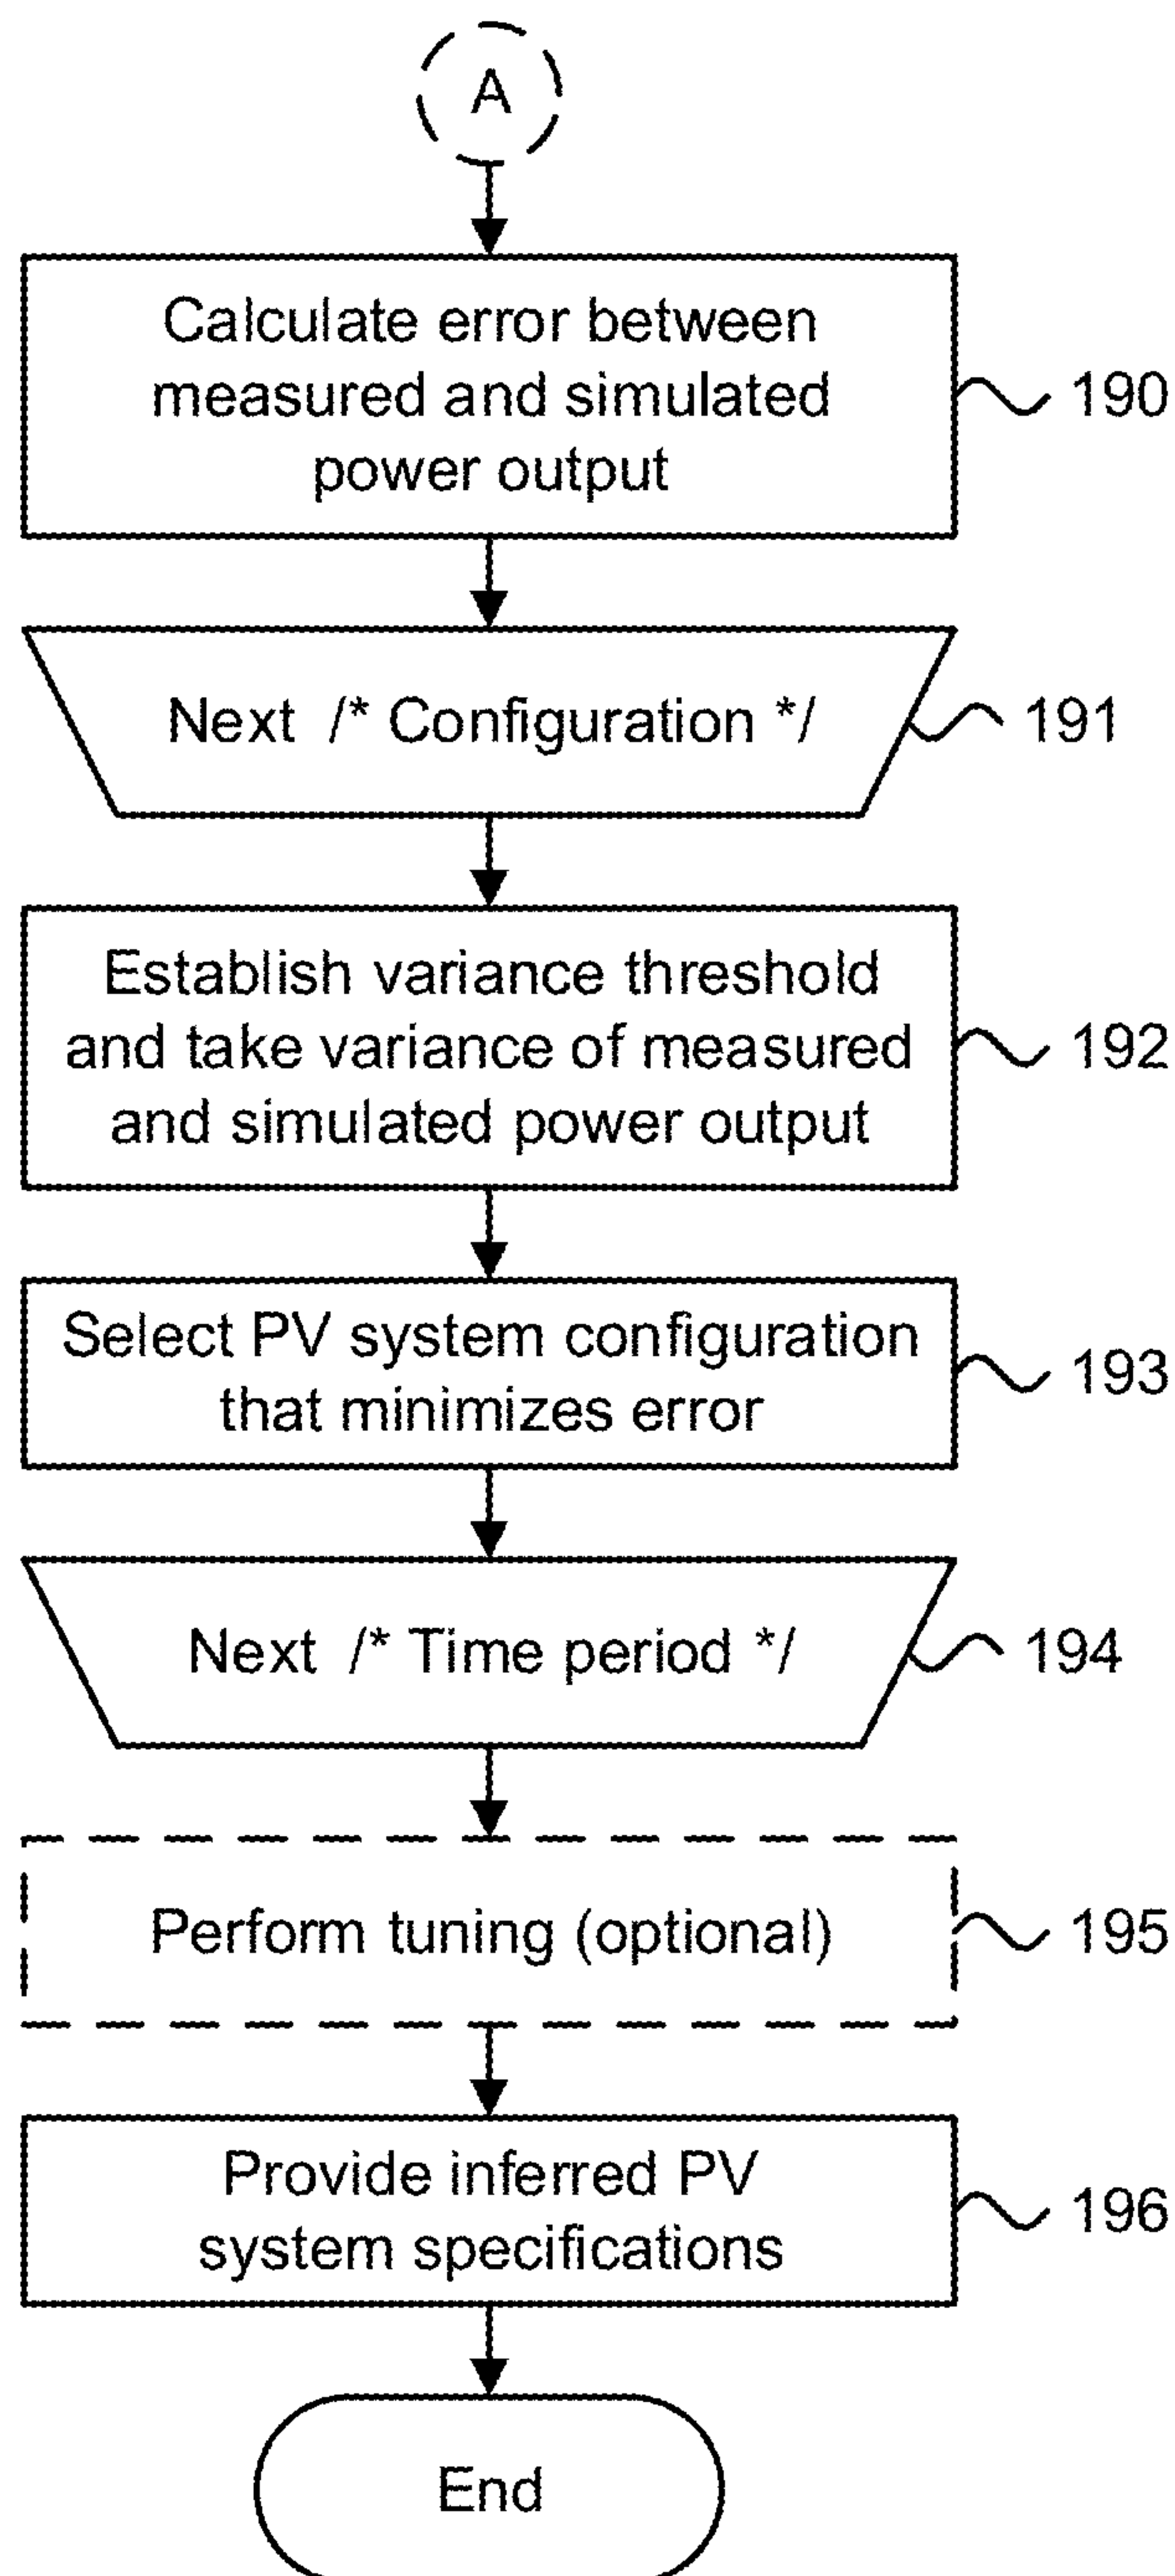 A
Calculate error between
measured and simulated
power output
190
Next /* Configuration */
191
Establish variance threshold
and take variance of measured
and simulated power output
192
Select PV system configuration
that minimizes error
193
Next /* Time period */
194
Perform tuning (optional)
195
Provide inferred PV
system specifications
196
End